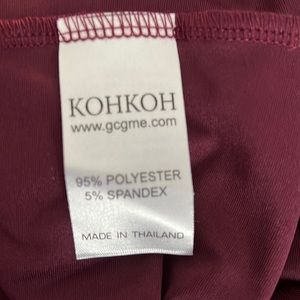 KOHKOH
www.gcgme.com
95% POLYESTER
5% SPANDEX
MADE IN THAILAND